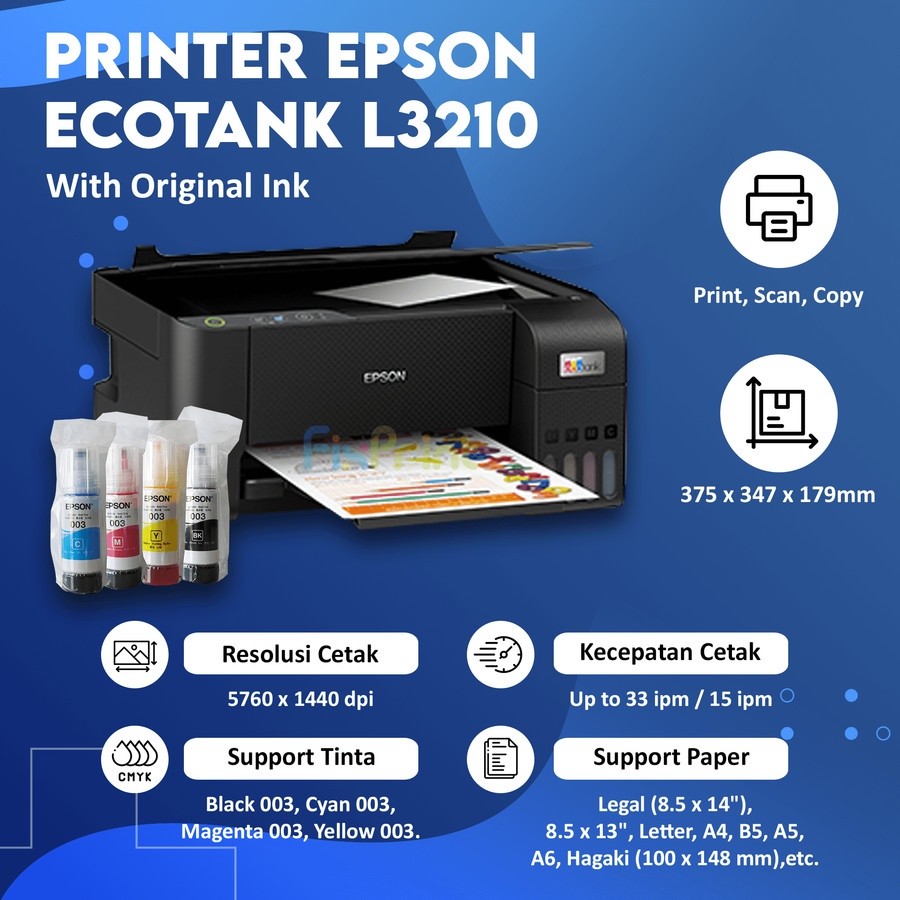 PRINTER EPSON
ECOTANK L3210
With Original Ink
Print, Scan, Copy
EPSON
375 x 347 x 179mm
EPSON
003
C
EPSON
003
M
EPSON
003
Y
EPSON
003
BK
Resolusi Cetak
5760 x 1440 dpi
Kecepatan Cetak
Up to 33 ipm / 15 ipm
CMYK
Support Tinta
Black 003, Cyan 003,
Magenta 003, Yellow 003.
Support Paper
Legal (8.5 x 14"),
8.5 x 13", Letter, A4, B5, A5,
A6, Hagaki (100 x 148 mm),etc.